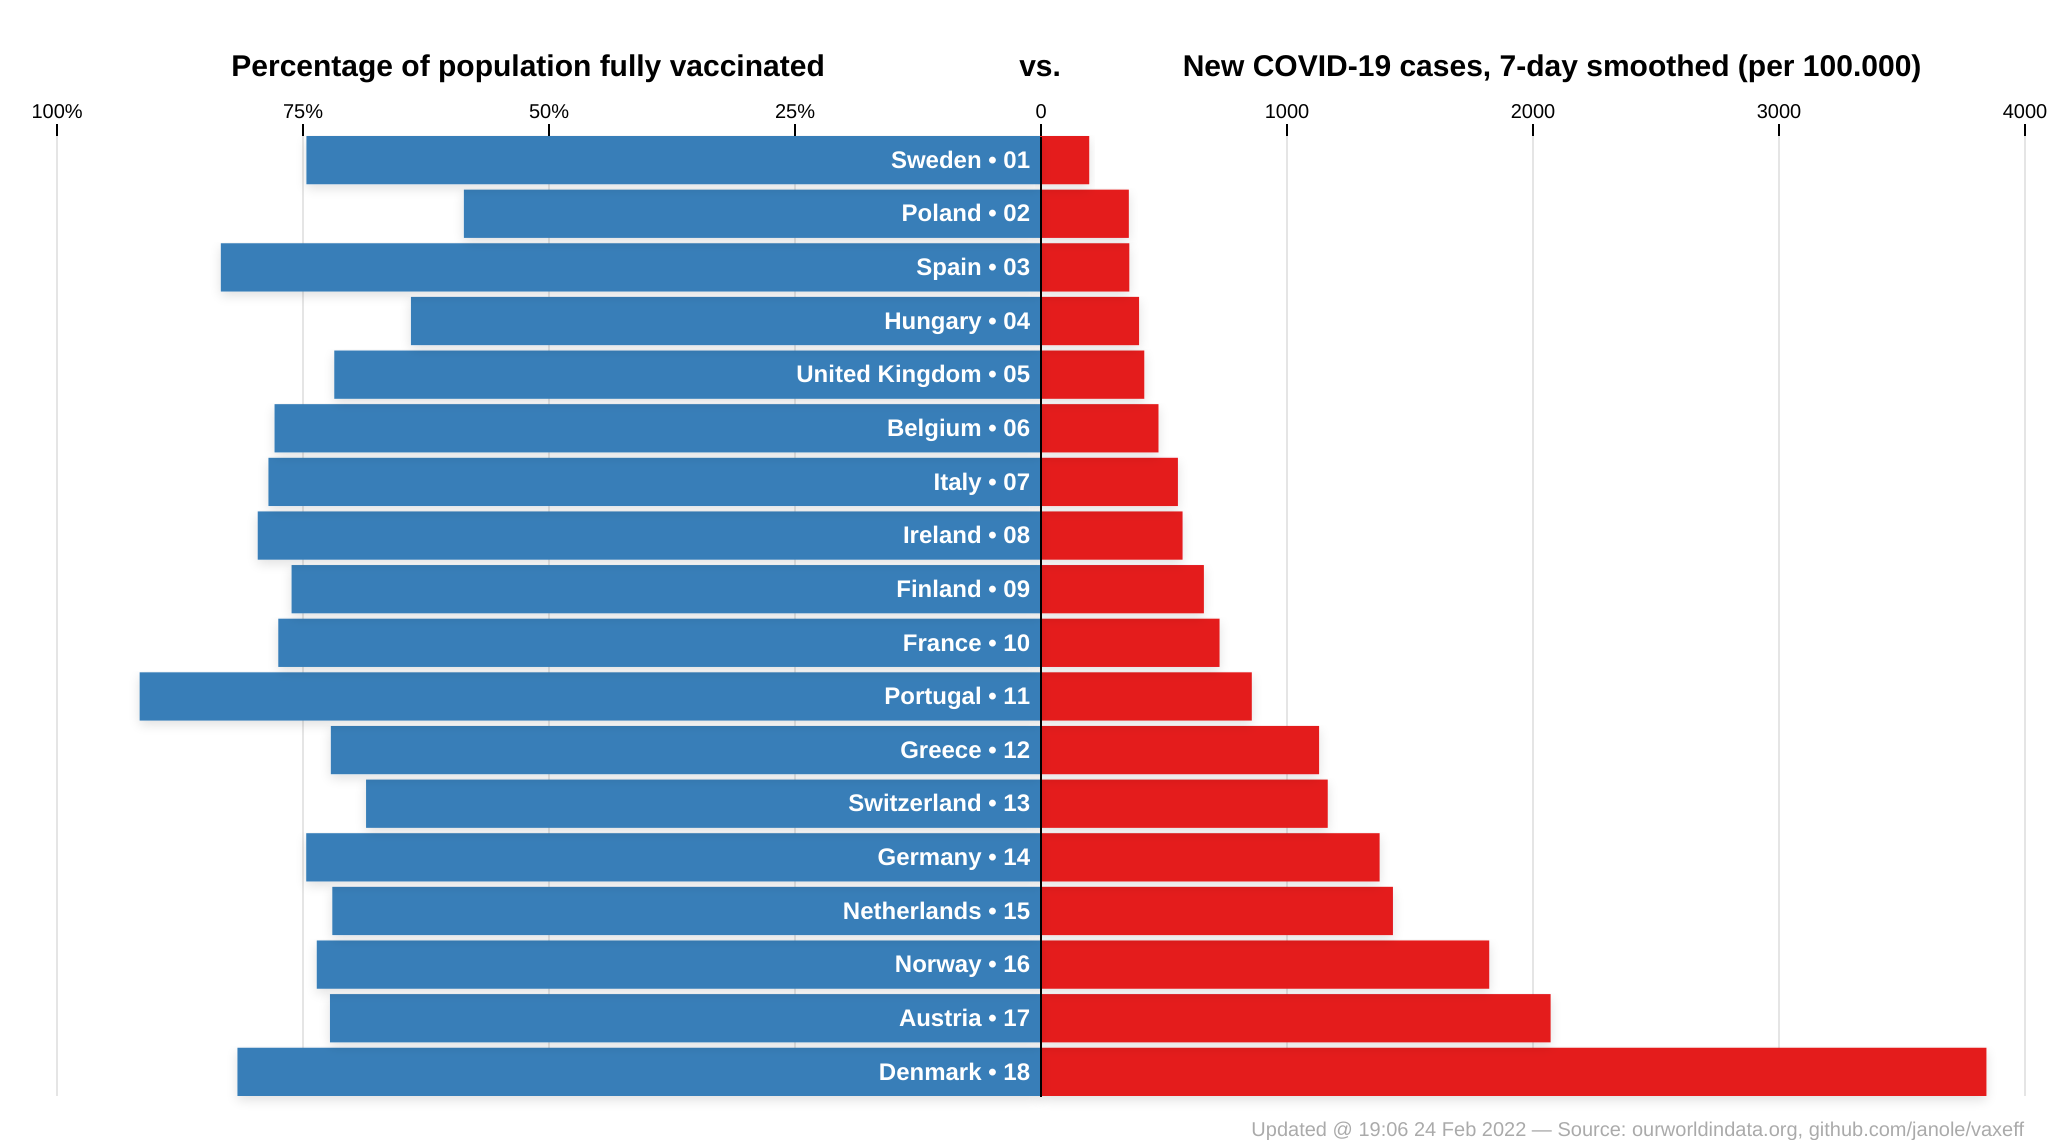 Percentage of population fully vaccinated vs. New COVID-19 cases, 7-day smoothed (per 100.000)
100% 75% 50% 25% 0 1000 2000 3000 4000
Sweden • 01
Poland • 02
Spain • 03
Hungary • 04
United Kingdom • 05
Belgium • 06
Italy • 07
Ireland • 08
Finland • 09
France • 10
Portugal • 11
Greece • 12
Switzerland • 13
Germany • 14
Netherlands • 15
Norway • 16
Austria • 17
Denmark • 18
Updated @ 19:06 24 Feb 2022 — Source: ourworldindata.org, github.com/janole/vaxeff